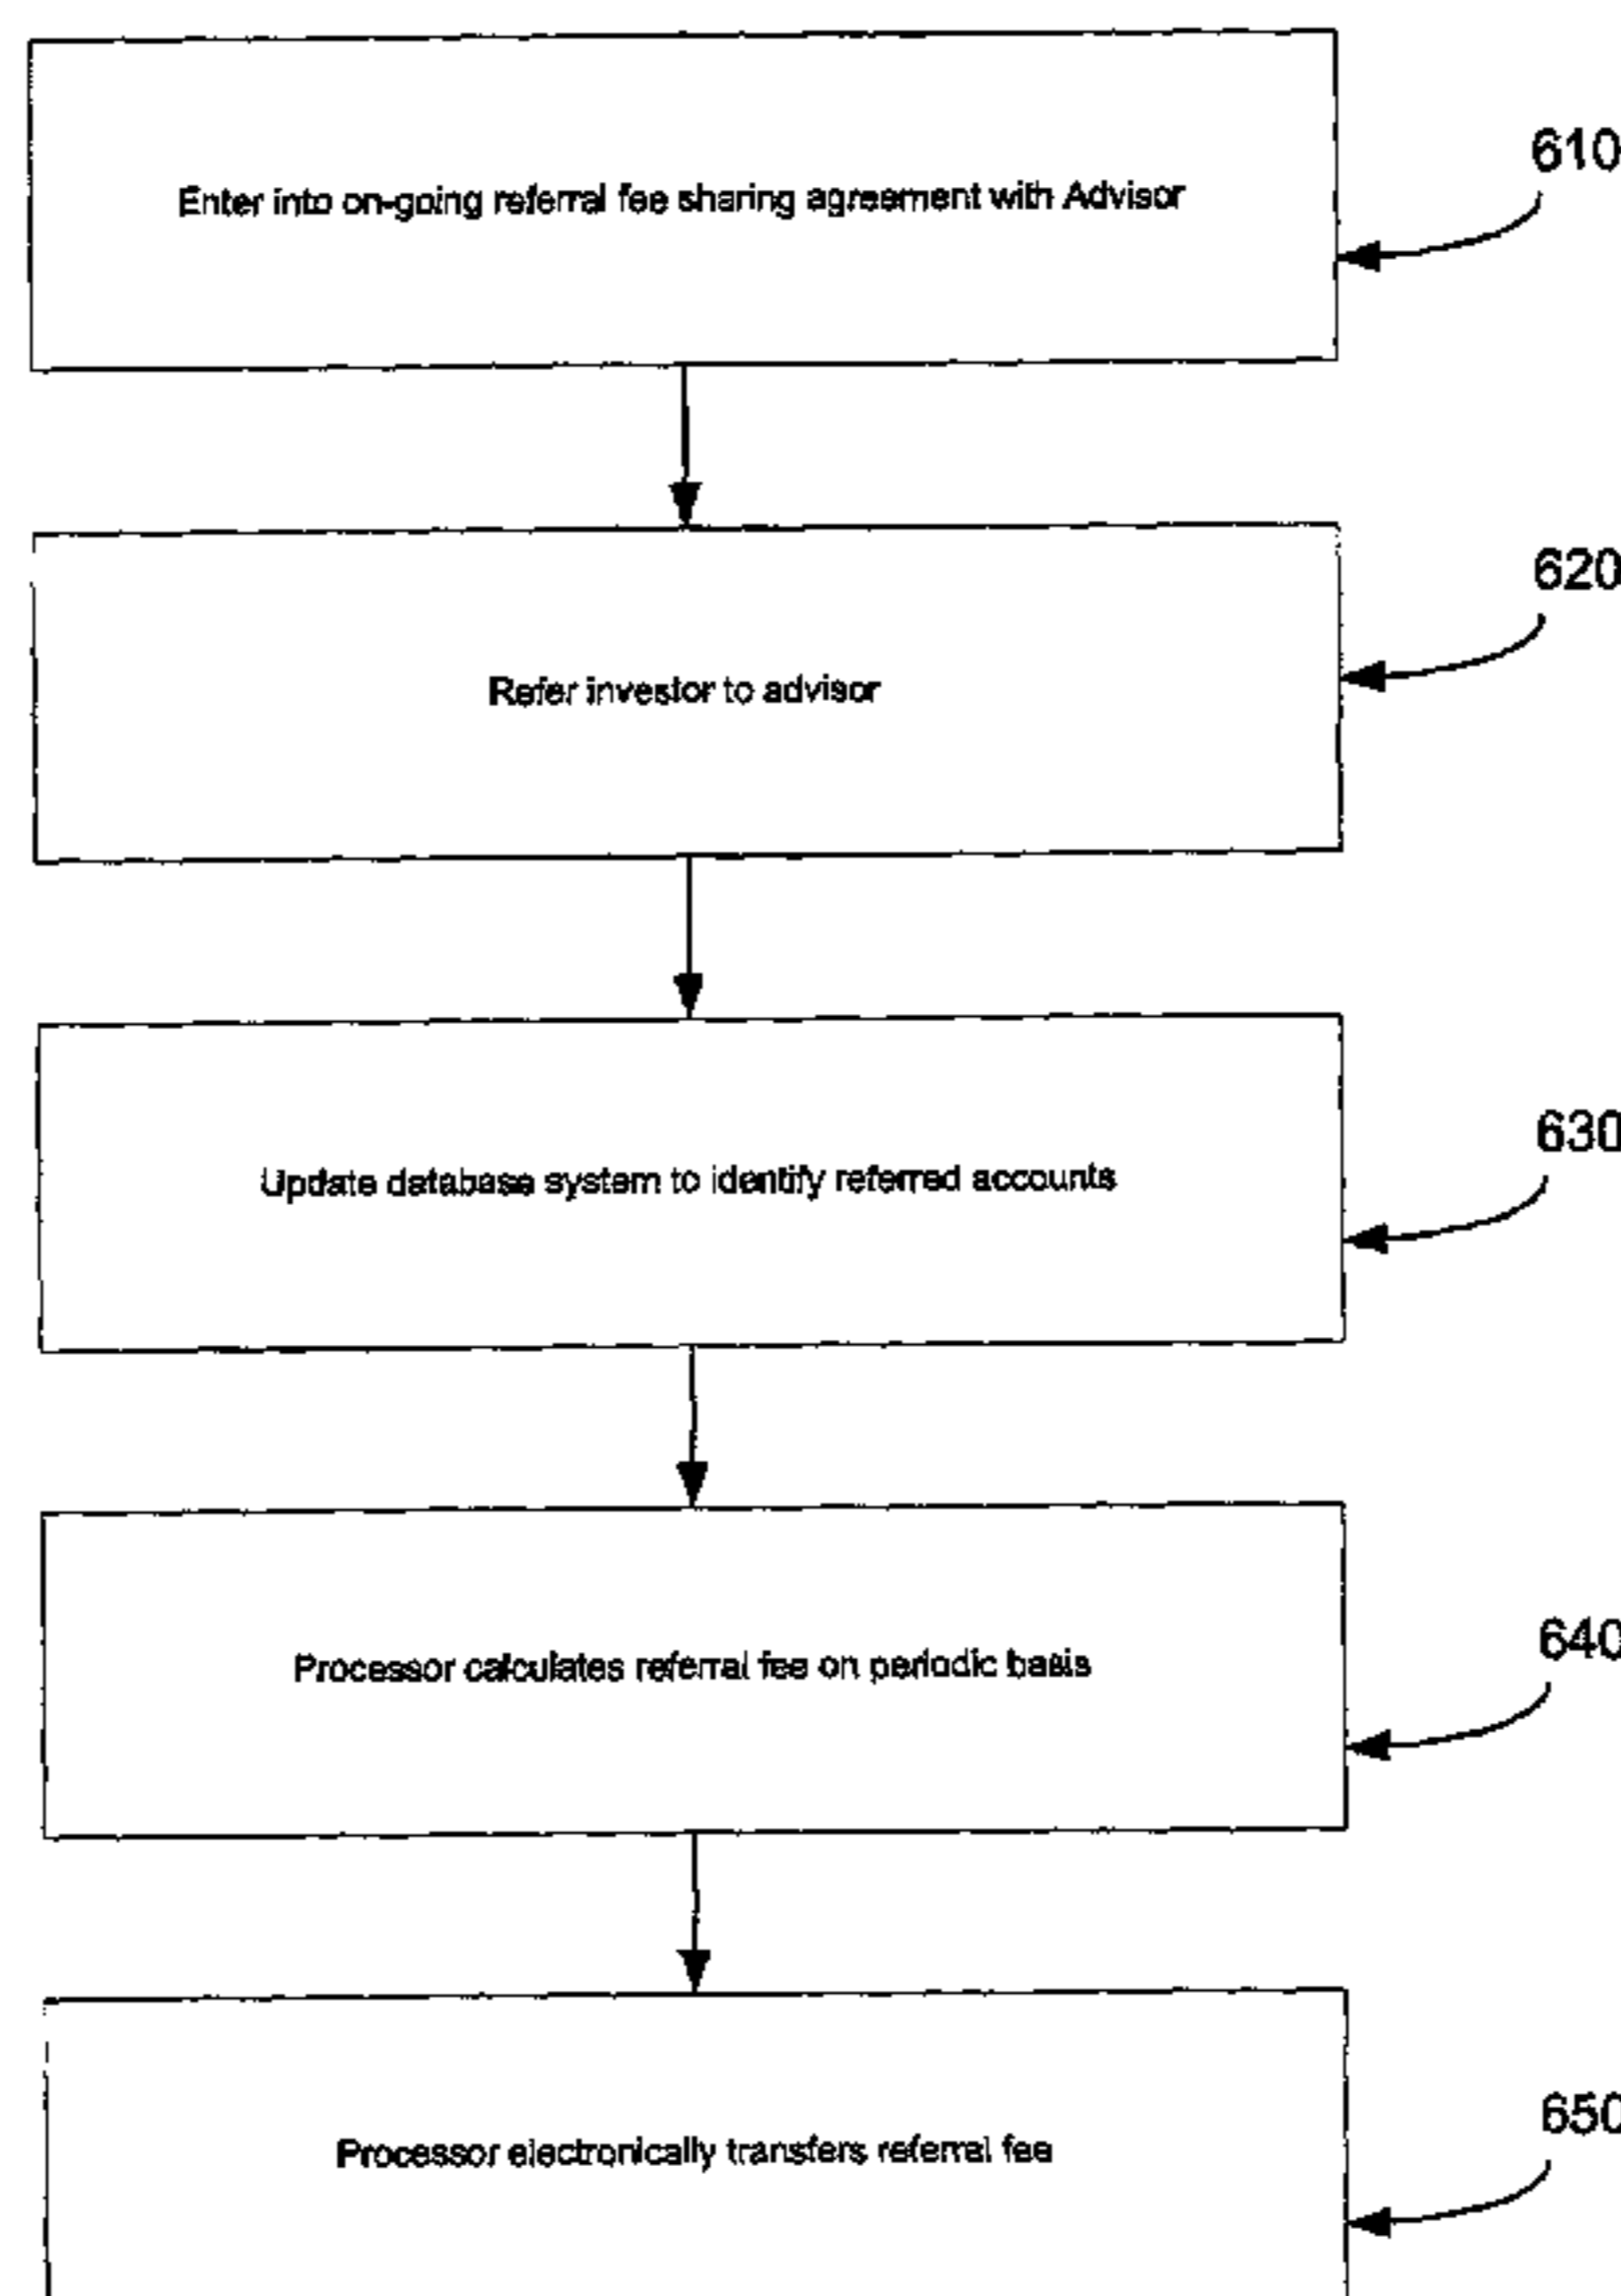 610
Enter into on-going referral fee sharing agreement with Advisor
620
Refer investor to advisor
630
Update database system to identify referred accounts
640
Processor calculates referral fee on periodic basis
650
Processor electronically transfers referral fee